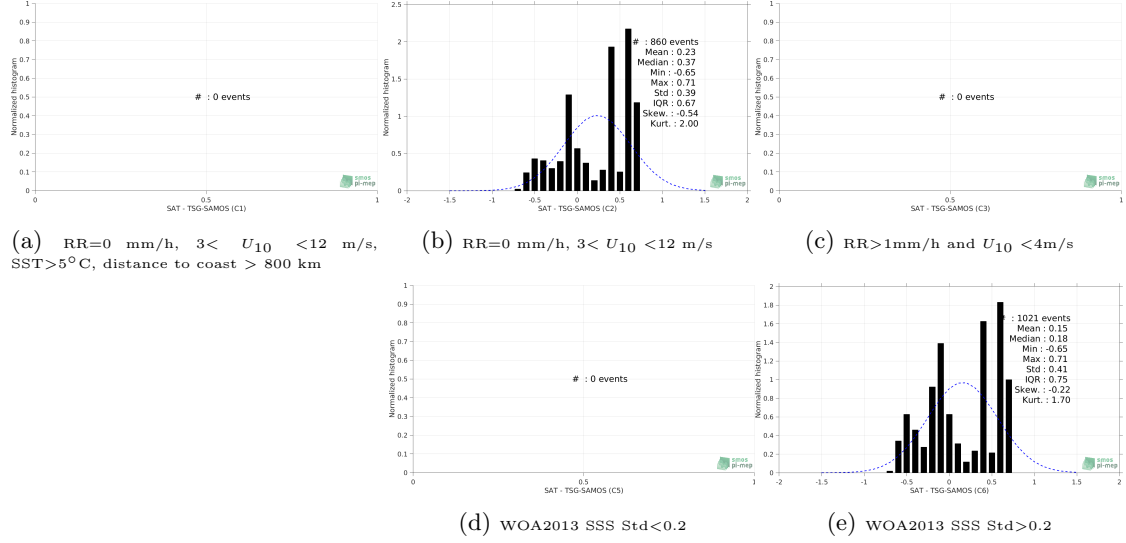 1
0.9
0.8
0.7
0.6
0.5
0.4
0.3
0.2
0.1
0
Normalized histogram
# : 0 events
0 0.5 1
SAT - TSG-SAMOS (C1)
smos
pi-mep
2.5
2
1.5
1
0.5
0
Normalized histogram
# : 860 events
Mean : 0.23
Median : 0.37
Min : -0.65
Max : 0.71
Std : 0.39
IQR : 0.67
Skew. : -0.54
Kurt. : 2.00
-2 -1.5 -1 -0.5 0 0.5 1 1.5 2
SAT - TSG-SAMOS (C2)
smos
pi-mep
1
0.9
0.8
0.7
0.6
0.5
0.4
0.3
0.2
0.1
0
Normalized histogram
# : 0 events
0 0.5 1
SAT - TSG-SAMOS (C3)
smos
pi-mep
(a) RR=0 mm/h, 3< U10 <12 m/s,
SST>5°C, distance to coast > 800 km
(b) RR=0 mm/h, 3< U10 <12 m/s
(c) RR>1mm/h and U10 <4m/s
1
0.9
0.8
0.7
0.6
0.5
0.4
0.3
0.2
0.1
0
Normalized histogram
# : 0 events
0 0.5 1
SAT - TSG-SAMOS (C5)
smos
pi-mep
2
1.8
1.6
1.4
1.2
1
0.8
0.6
0.4
0.2
0
Normalized histogram
# : 1021 events
Mean : 0.15
Median : 0.18
Min : -0.65
Max : 0.71
Std : 0.41
IQR : 0.75
Skew. : -0.22
Kurt. : 1.70
-2 -1.5 -1 -0.5 0 0.5 1 1.5 2
SAT - TSG-SAMOS (C6)
smos
pi-mep
(d) WOA2013 SSS Std<0.2
(e) WOA2013 SSS Std>0.2